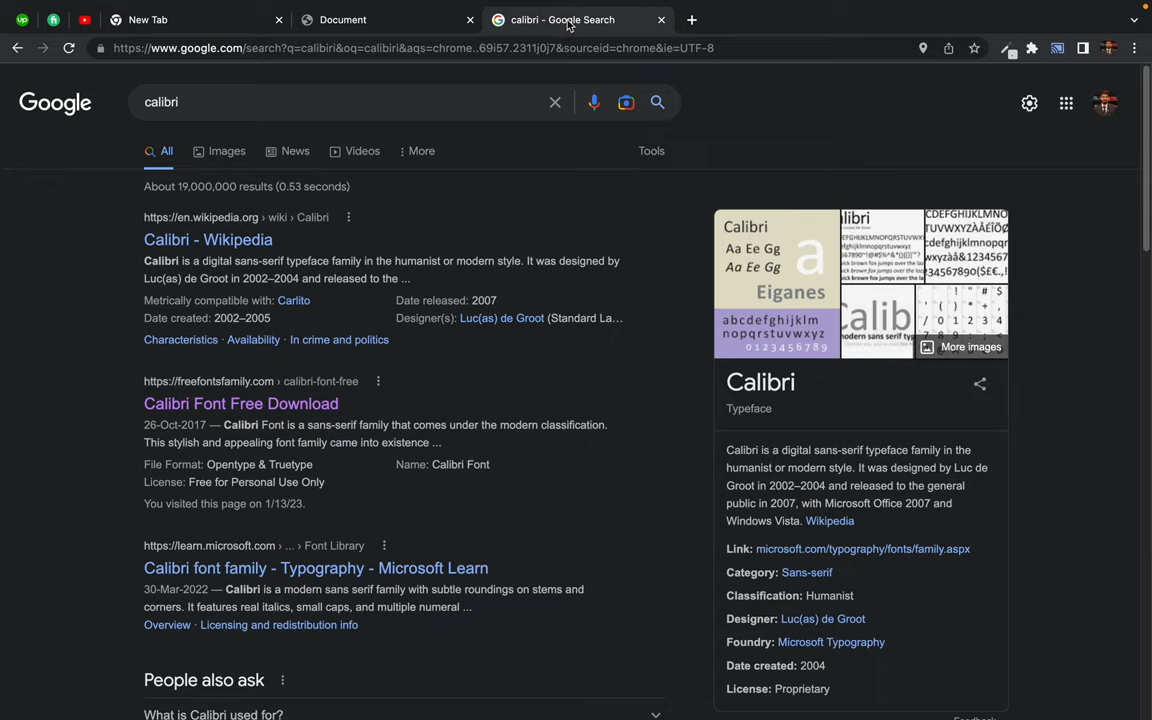 New Tab
Document
calibri - Google Search
https://www.google.com/search?q=calibiri&oq=calibiri&aqs=chrome..69i57.2311j0j7&sourceid=chrome&ie=UTF-8
Google
calibri
All
Images
News
Videos
More
Tools
About 19,000,000 results (0.53 seconds)
https://en.wikipedia.org › wiki › Calibri
Calibri - Wikipedia
Calibri is a digital sans-serif typeface family in the humanist or modern style. It was designed by
Luc(as) de Groot in 2002–2004 and released to the ...
Metrically compatible with: Carlito
Date released: 2007
Date created: 2002–2005
Designer(s): Luc(as) de Groot (Standard La...
Characteristics · Availability · In crime and politics
https://freefontsfamily.com › calibri-font-free
Calibri Font Free Download
26-Oct-2017 — Calibri Font is a sans-serif family that comes under the modern classification.
This stylish and appealing font family came into existence ...
File Format: Opentype & Truetype
Name: Calibri Font
License: Free for Personal Use Only
You visited this page on 1/13/23.
https://learn.microsoft.com › ... › Font Library
Calibri font family - Typography - Microsoft Learn
30-Mar-2022 — Calibri is a modern sans serif family with subtle roundings on stems and
corners. It features real italics, small caps, and multiple numeral ...
Overview · Licensing and redistribution info
People also ask
What is Calibri used for?
Calibri
Aa Ee Gg
Aa Ee Gg
a
Eiganes
abcdefghijklm
nopqrstuvwxyz
0123456789
More images
Calibri
Typeface
Calibri is a digital sans-serif typeface family in the
humanist or modern style. It was designed by Luc de
Groot in 2002–2004 and released to the general
public in 2007, with Microsoft Office 2007 and
Windows Vista. Wikipedia
Link: microsoft.com/typography/fonts/family.aspx
Category: Sans-serif
Classification: Humanist
Designer: Luc(as) de Groot
Foundry: Microsoft Typography
Date created: 2004
License: Proprietary